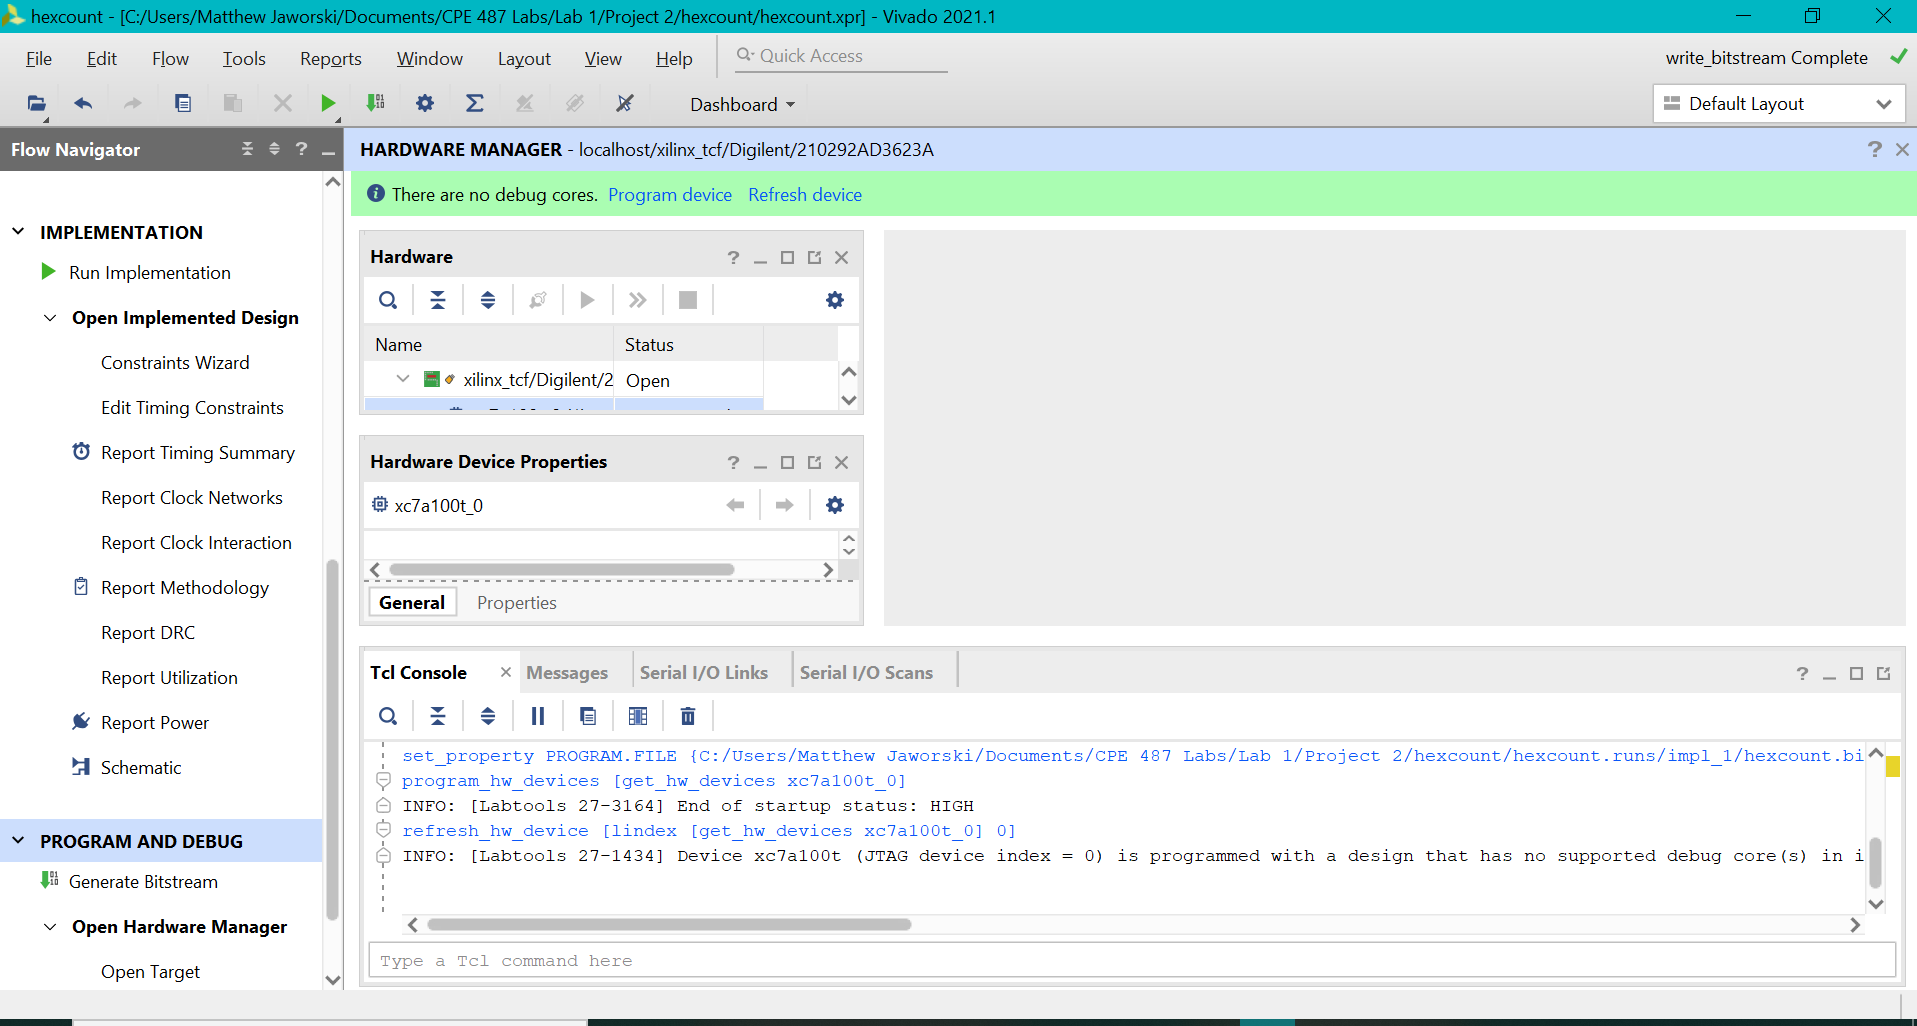 hexcount - [C:/Users/Matthew Jaworski/Documents/CPE 487 Labs/Lab 1/Project 2/hexcount/hexcount.xpr] - Vivado 2021.1
File Edit Flow Tools Reports Window Layout View Help Quick Access write_bitstream Complete
Dashboard Default Layout
Flow Navigator
IMPLEMENTATION
Run Implementation
Open Implemented Design
Constraints Wizard
Edit Timing Constraints
Report Timing Summary
Report Clock Networks
Report Clock Interaction
Report Methodology
Report DRC
Report Utilization
Report Power
Schematic
PROGRAM AND DEBUG
Generate Bitstream
Open Hardware Manager
Open Target
HARDWARE MANAGER - localhost/xilinx_tcf/Digilent/210292AD3623A
There are no debug cores. Program device Refresh device
Hardware
Name Status
xilinx_tcf/Digilent/2 Open
Hardware Device Properties
xc7a100t_0
General Properties
Tcl Console Messages Serial I/O Links Serial I/O Scans
set_property PROGRAM.FILE {C:/Users/Matthew Jaworski/Documents/CPE 487 Labs/Lab 1/Project 2/hexcount/hexcount.runs/impl_1/hexcount.bi
program_hw_devices [get_hw_devices xc7a100t_0]
INFO: [Labtools 27-3164] End of startup status: HIGH
refresh_hw_device [lindex [get_hw_devices xc7a100t_0] 0]
INFO: [Labtools 27-1434] Device xc7a100t (JTAG device index = 0) is programmed with a design that has no supported debug core(s) in i
Type a Tcl command here